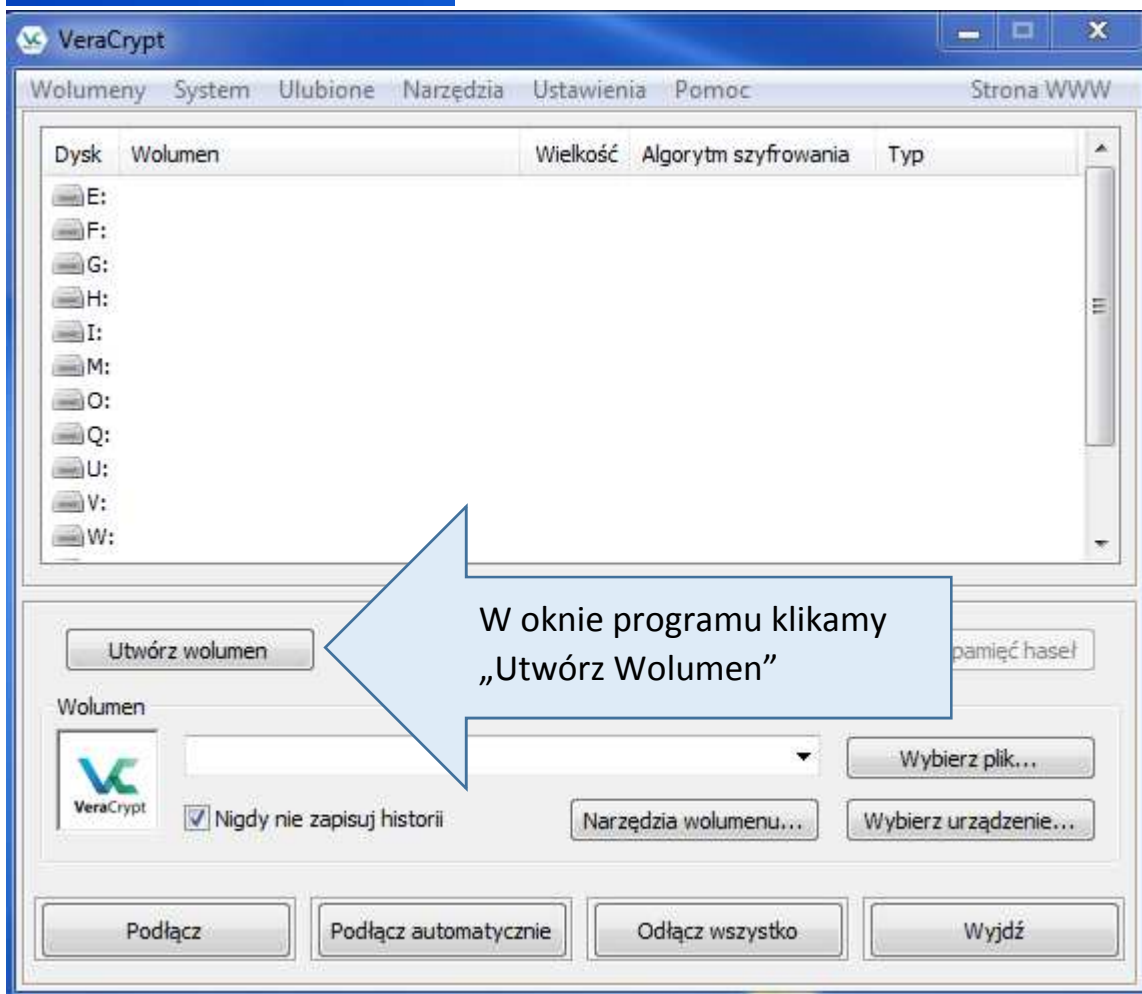 VeraCrypt
Wolumeny System Ulubione Narzędzia Ustawienia Pomoc Strona WWW
Dysk Wolumen Wielkość Algorytm szyfrowania Typ
E:
F:
G:
H:
I:
M:
O:
Q:
U:
V:
W:
W oknie programu klikamy
„Utwórz Wolumen”
Utwórz wolumen
pamięć haseł
Wolumen
VeraCrypt
Wybierz plik...
Nigdy nie zapisuj historii
Narzędzia wolumenu...
Wybierz urządzenie...
Podłącz
Podłącz automatycznie
Odłącz wszystko
Wyjdź